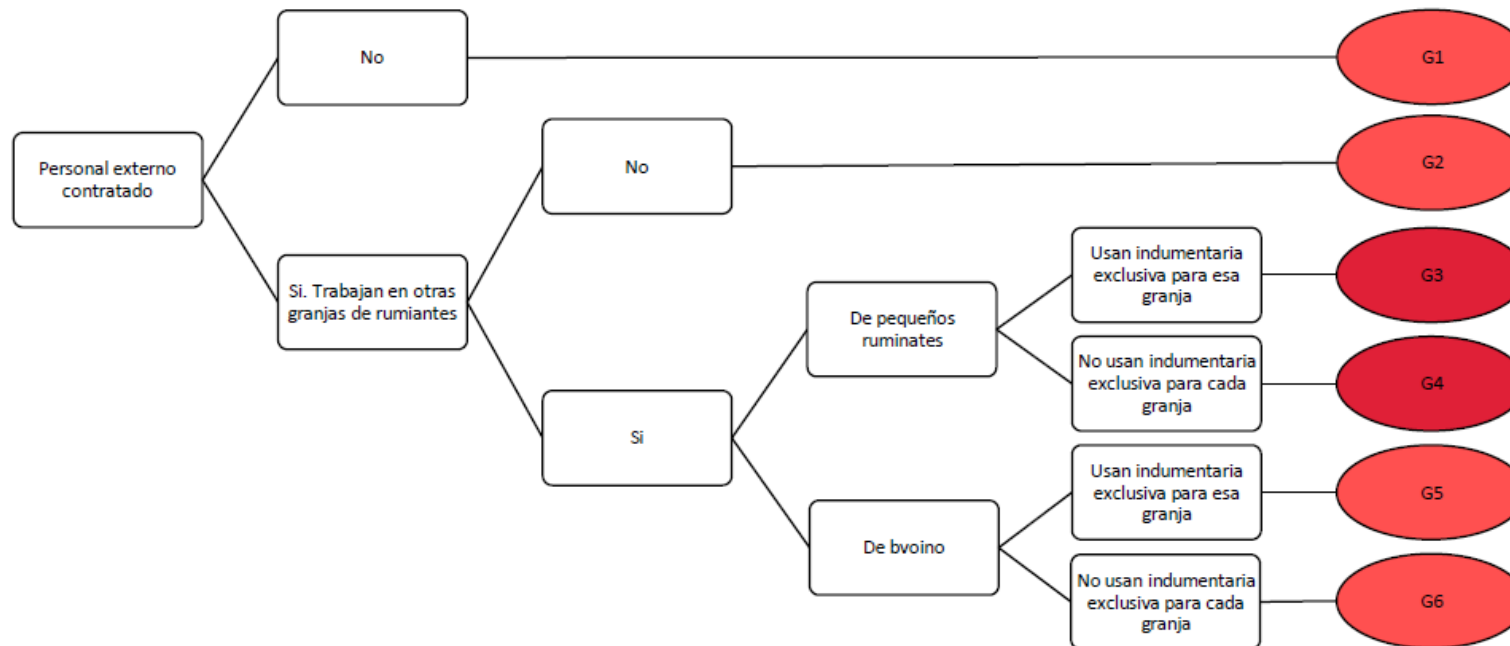 No
G1
Personal externo
contratado
No
G2
Si. Trabajan en otras
granjas de rumiantes
De pequeños
ruminates
Usan indumentaria
exclusiva para esa
granja
G3
No usan indumentaria
exclusiva para cada
granja
G4
Si
De bvoino
Usan indumentaria
exclusiva para esa
granja
G5
No usan indumentaria
exclusiva para cada
granja
G6